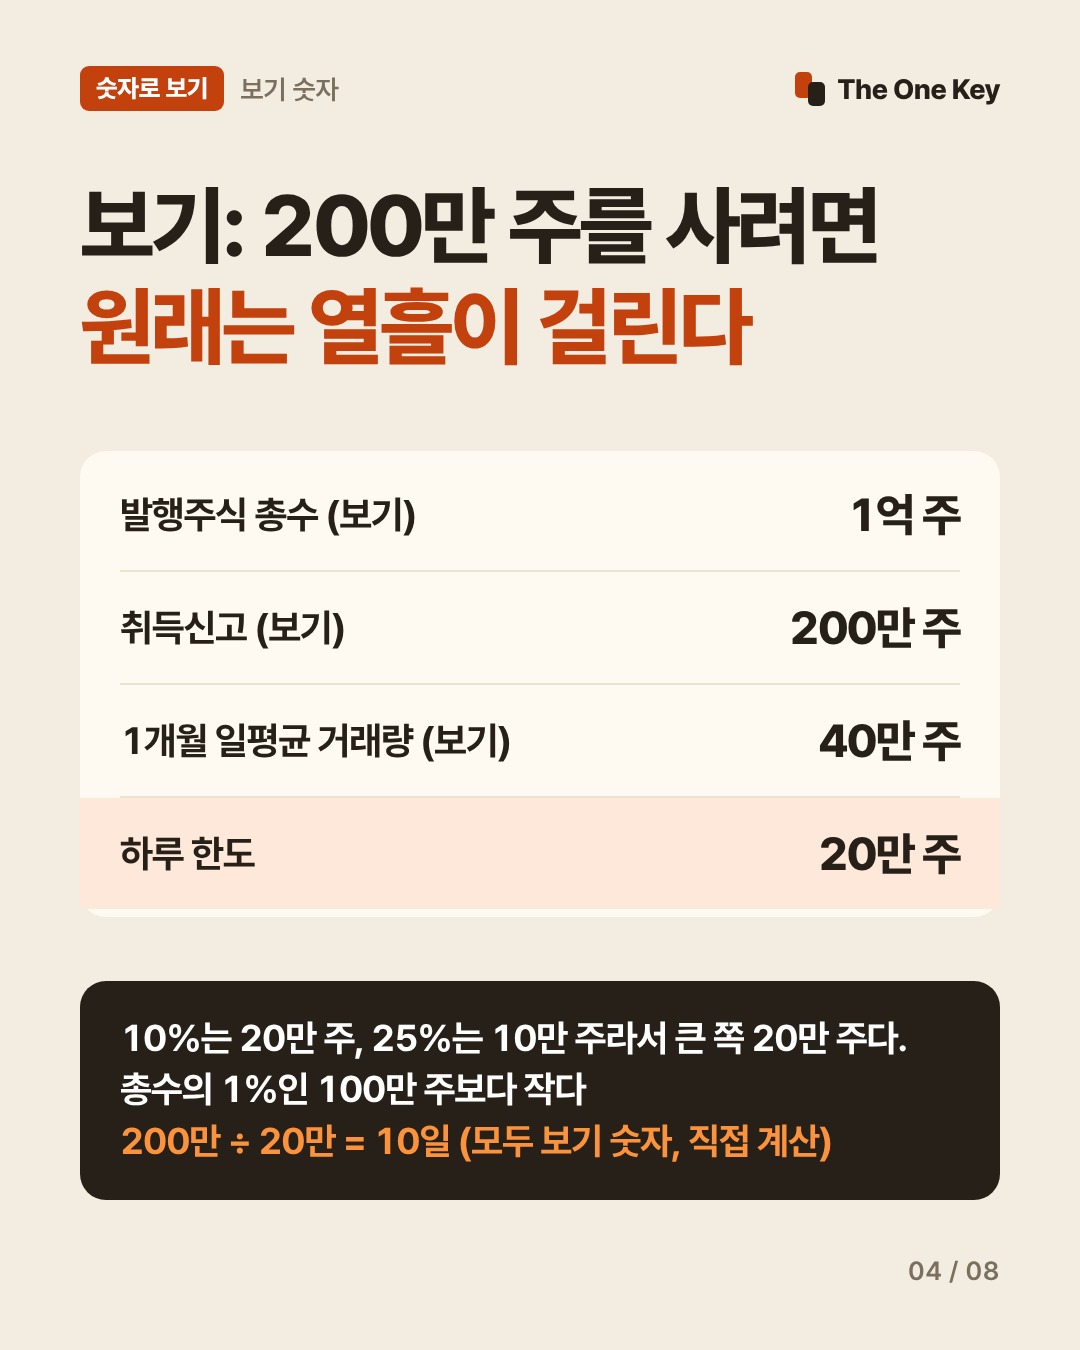 숫자로 보기 보기 숫자
The One Key
보기: 200만 주를 사려면
원래는 열흘이 걸린다
발행주식 총수 (보기) 1억 주
취득신고 (보기) 200만 주
1개월 일평균 거래량 (보기) 40만 주
하루 한도 20만 주
10%는 20만 주, 25%는 10만 주라서 큰 쪽 20만 주다.
총수의 1%인 100만 주보다 작다
200만 ÷ 20만 = 10일 (모두 보기 숫자, 직접 계산)
04 / 08